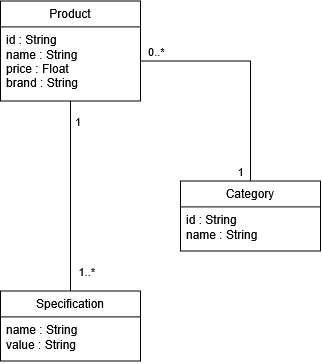 Product
id : String
name : String
price : Float
brand : String
0..*
1
1
Category
id : String
name : String
1..*
Specification
name : String
value : String